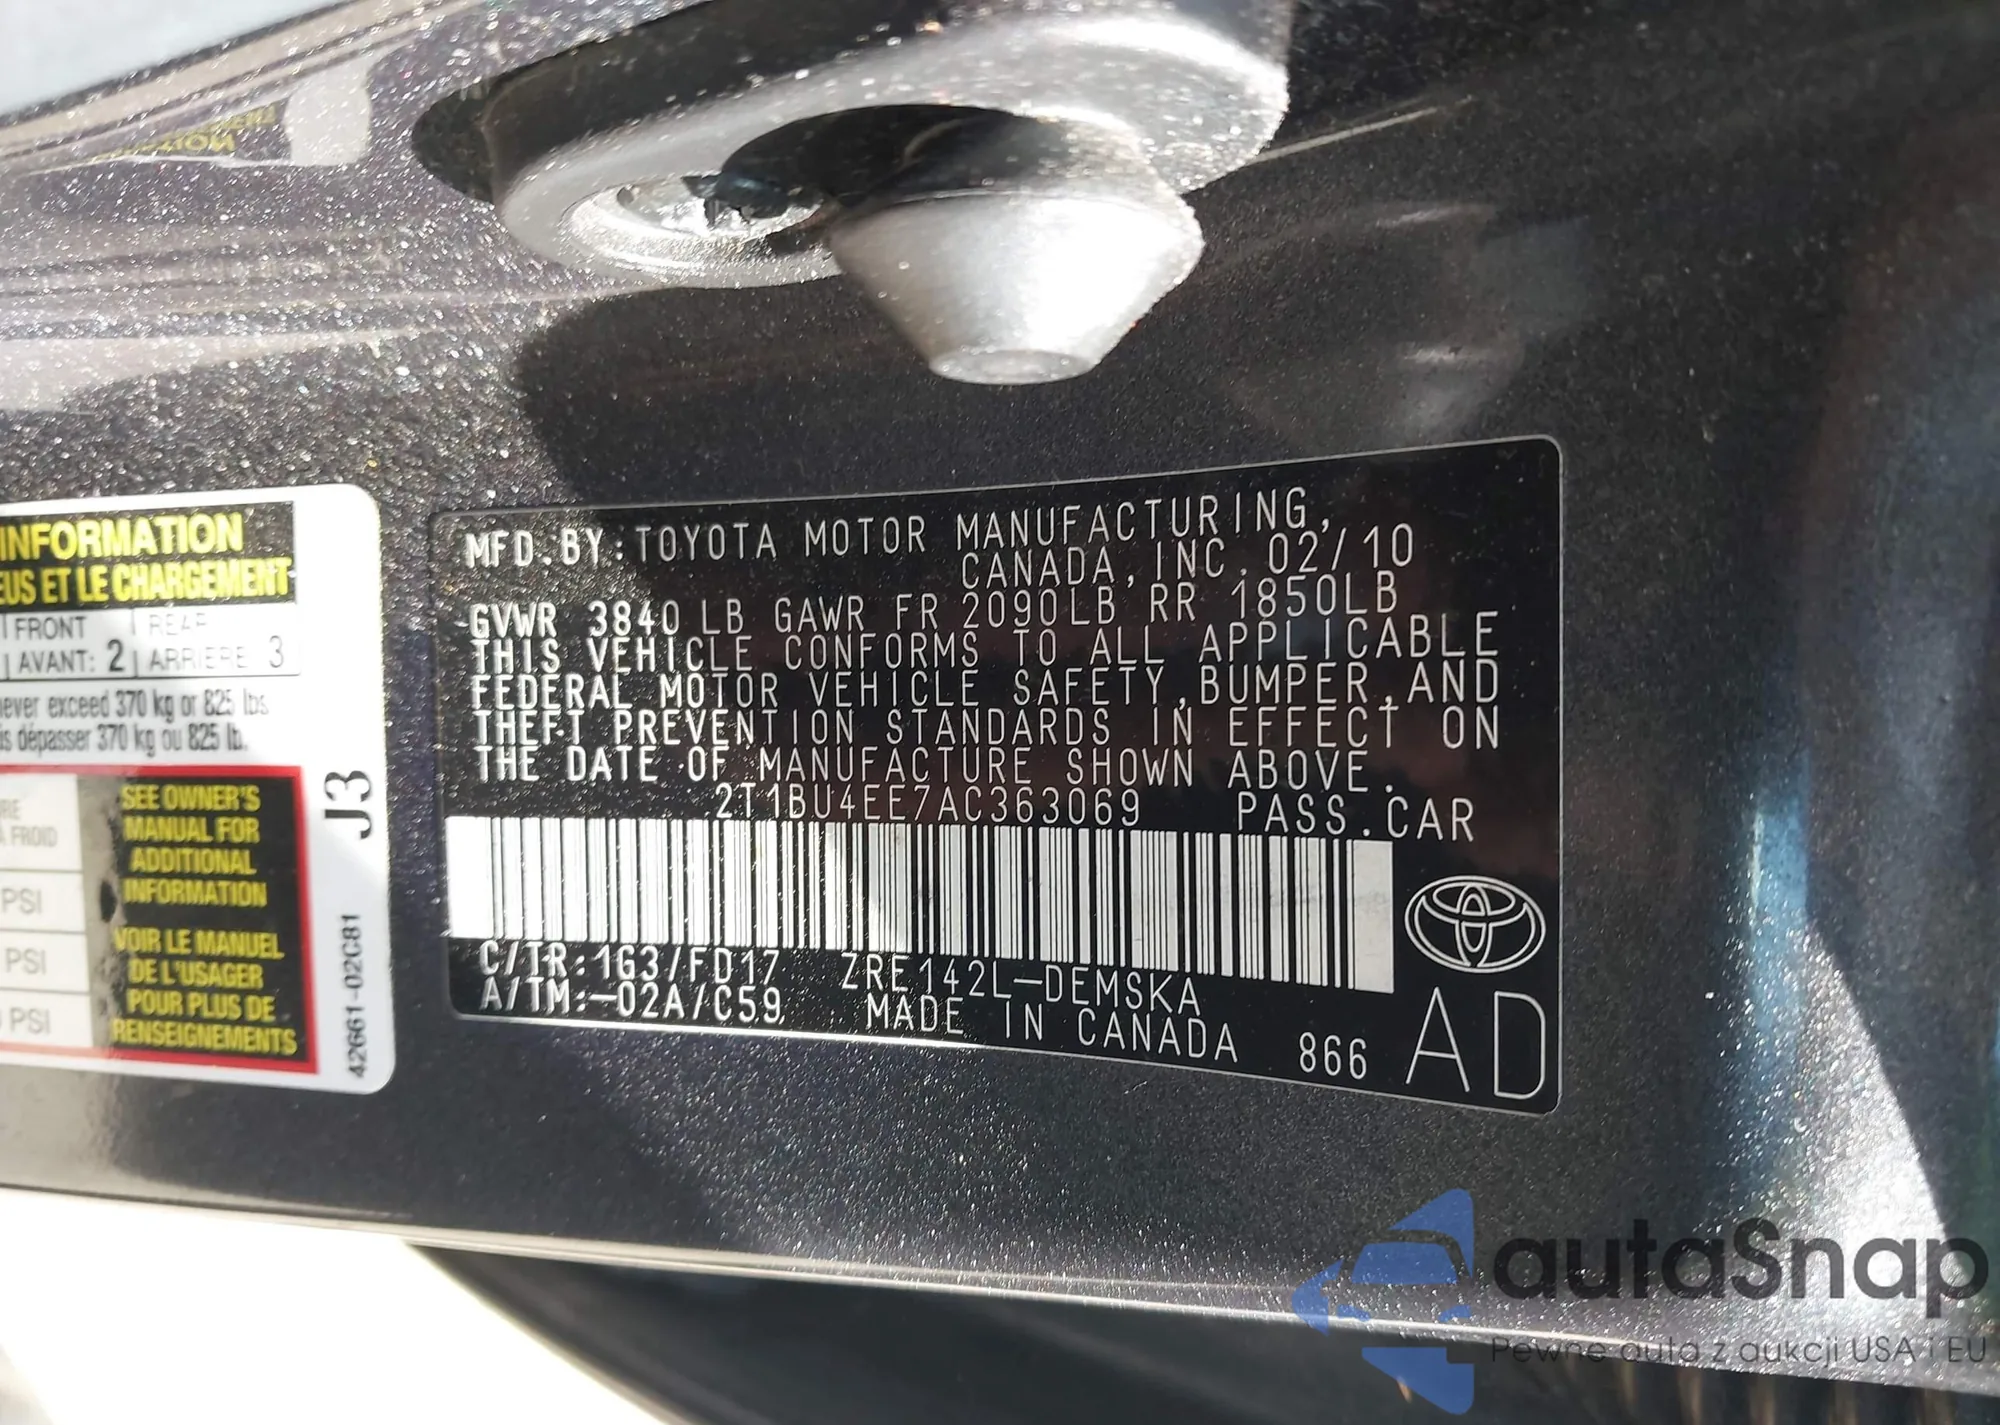 INFORMATION
EUS ET LE CHARGEMENT
FRONT REAR
AVANT: 2 ARRIERE 3
never exceed 370 kg or 825 lbs
dépasser 370 kg ou 825 lb.
FROID
PSI
PSI
PSI
SEE OWNER'S
MANUAL FOR
ADDITIONAL
INFORMATION
VOIR LE MANUEL
DE L'USAGER
POUR PLUS DE
RENSEIGNEMENTS
J3
42661-02C81
MFD. BY: TOYOTA MOTOR MANUFACTURING,
CANADA, INC. 02/10
GVWR 3840 LB GAWR FR 2090LB RR 1850LB
THIS VEHICLE CONFORMS TO ALL APPLICABLE
FEDERAL MOTOR VEHICLE SAFETY, BUMPER, AND
THEFT PREVENTION STANDARDS IN EFFECT ON
THE DATE OF MANUFACTURE SHOWN ABOVE.
2T1BU4EE7AC363069 PASS. CAR
C/TR: 1G3/FD17 ZRE142L-DEMSKA
A/TM: -02A/C59 MADE IN CANADA 866 AD
autaSnap
Pewne auta z aukcji USA i EU